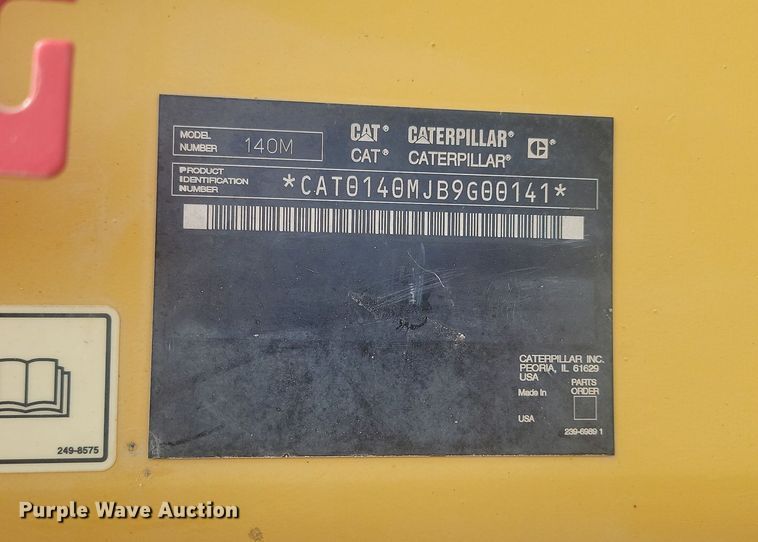 MODEL
NUMBER 140M
CAT® CATERPILLAR®
CAT® CATERPILLAR®
PRODUCT
IDENTIFICATION
NUMBER
*CAT0140MJB9G00141*
CATERPILLAR INC.
PEORIA, IL 61629
USA
PARTS
ORDER
Made In
USA
239-8989 1
249-8575
Purple Wave Auction